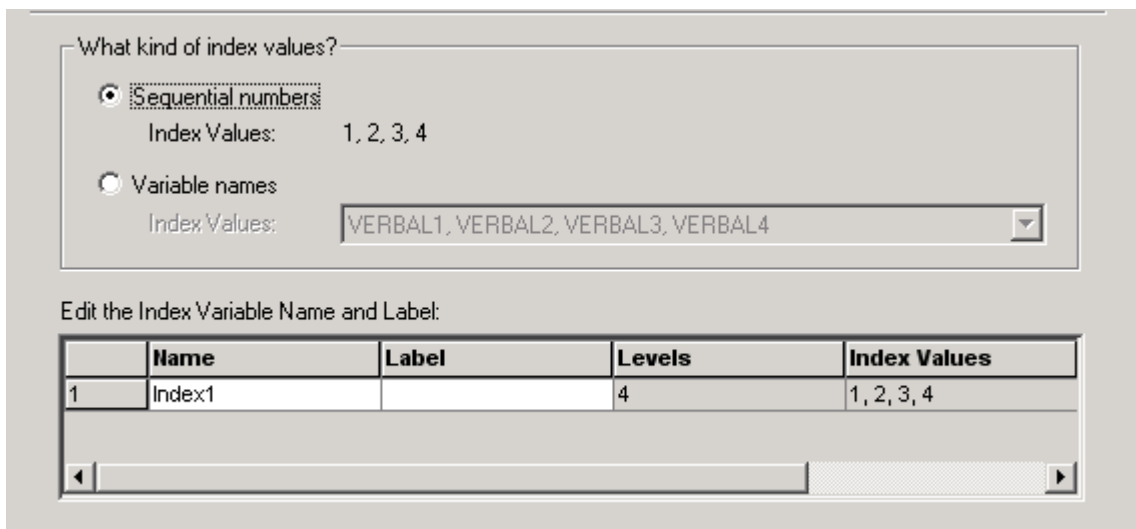 What kind of index values?
Sequential numbers
Index Values: 1, 2, 3, 4
Variable names
Index Values: VERBAL1, VERBAL2, VERBAL3, VERBAL4
Edit the Index Variable Name and Label:
Name Label Levels Index Values
1 Index1 4 1, 2, 3, 4